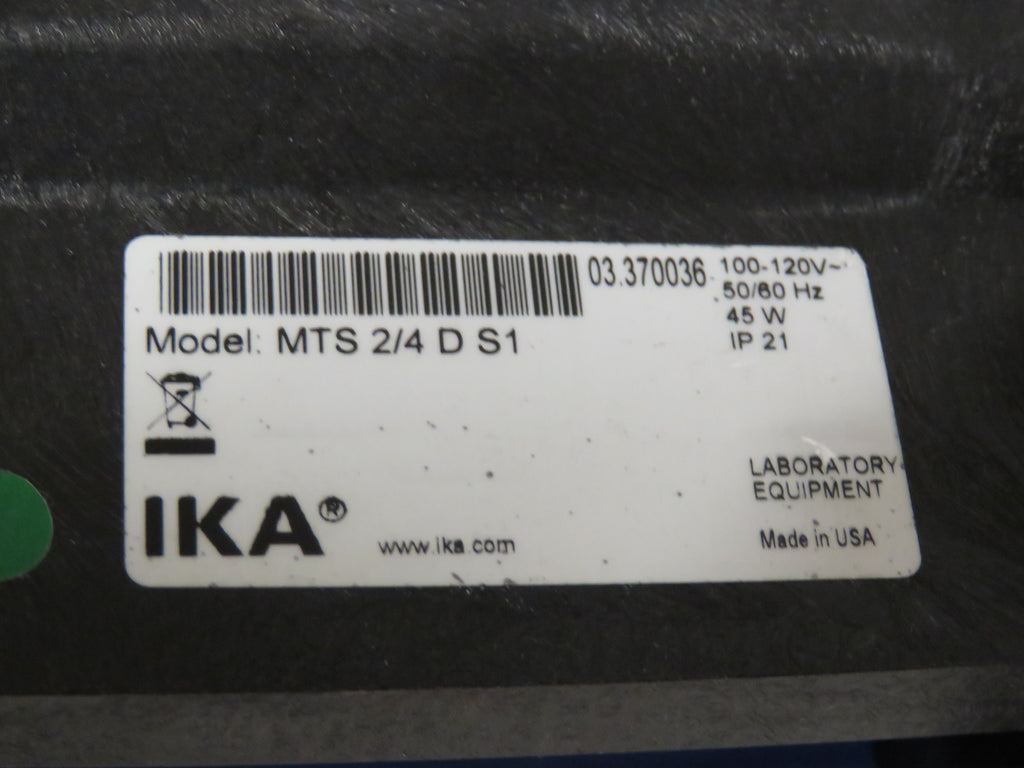 03.370036
100-120V~
50/60 Hz
45 W
IP 21
Model: MTS 2/4 D S1
LABORATORY
EQUIPMENT
IKA®
www.ika.com
Made in USA